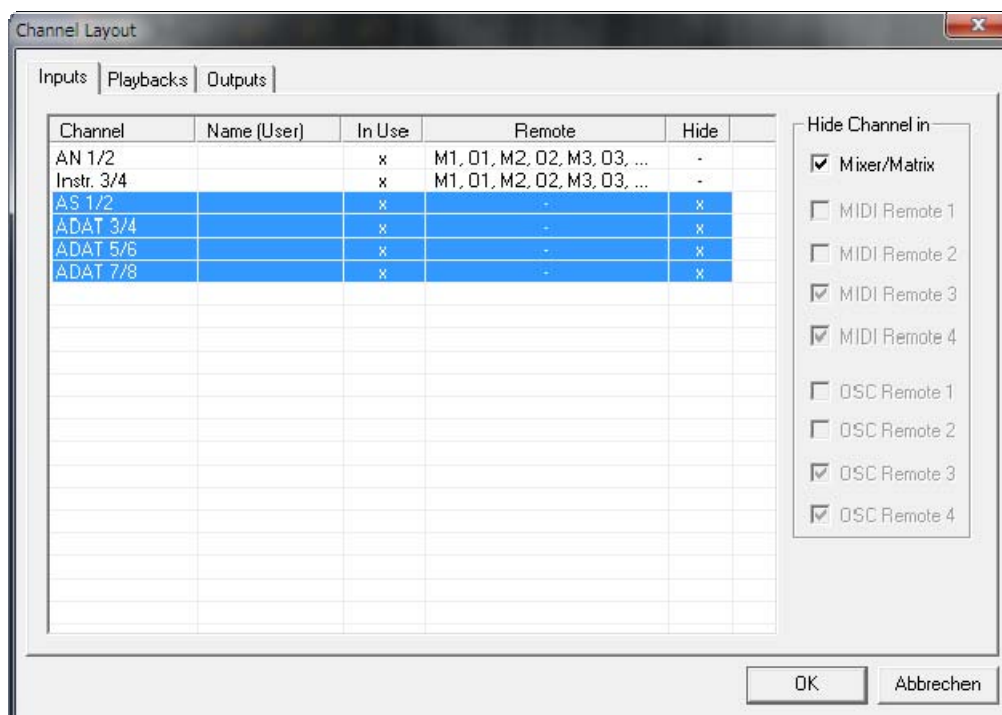 Channel Layout
Inputs Playbacks Outputs
Channel Name (User) In Use Remote Hide
AN 1/2 x M1, O1, M2, O2, M3, O3, ... -
Instr. 3/4 x M1, O1, M2, O2, M3, O3, ... -
AS 1/2 x - x
ADAT 3/4 x - x
ADAT 5/6 x - x
ADAT 7/8 x - x
Hide Channel in
Mixer/Matrix
MIDI Remote 1
MIDI Remote 2
MIDI Remote 3
MIDI Remote 4
OSC Remote 1
OSC Remote 2
OSC Remote 3
OSC Remote 4
OK Abbrechen